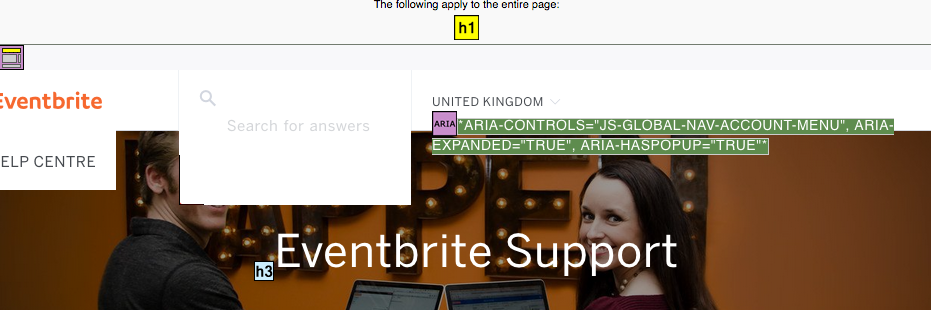 The following apply to the entire page:
h1
Eventbrite
UNITED KINGDOM
Search for answers
ARIA *ARIA-CONTROLS="JS-GLOBAL-NAV-ACCOUNT-MENU", ARIA-
EXPANDED="TRUE", ARIA-HASPOPUP="TRUE"*
ELP CENTRE
Eventbrite Support
h3